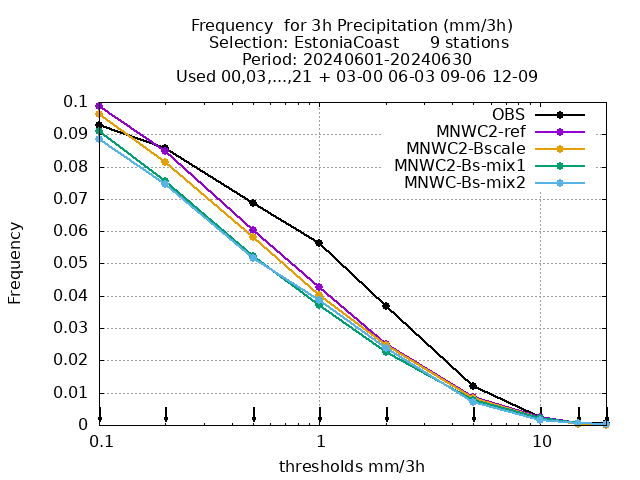 Frequency  for 3h Precipitation (mm/3h)
Selection: EstoniaCoast      9 stations
Period: 20240601-20240630
Used 00,03,...,21 + 03-00 06-03 09-06 12-09
OBS
MNWC2-ref
MNWC2-Bscale
MNWC2-Bs-mix1
MNWC-Bs-mix2
Frequency
0.1
0.09
0.08
0.07
0.06
0.05
0.04
0.03
0.02
0.01
0
0.1
1
10
thresholds mm/3h